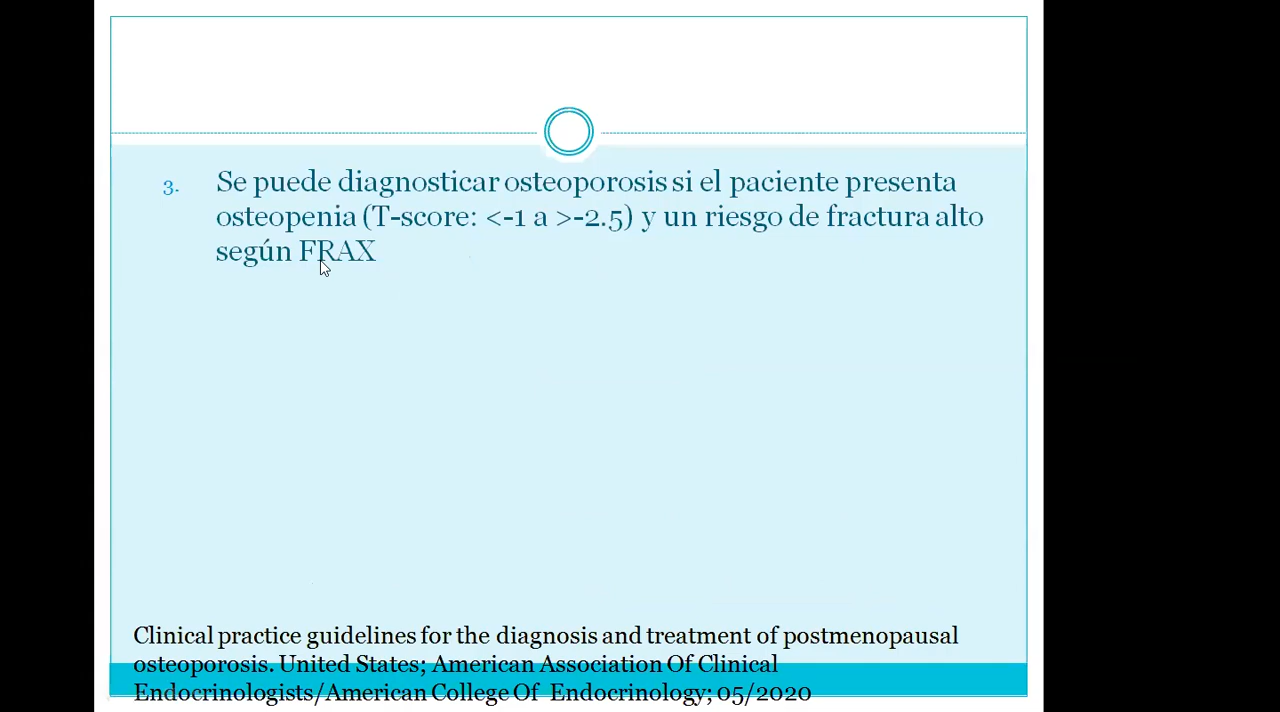 3. Se puede diagnosticar osteoporosis si el paciente presenta
osteopenia (T-score: <-1 a >-2.5) y un riesgo de fractura alto
según FRAX
Clinical practice guidelines for the diagnosis and treatment of postmenopausal
osteoporosis. United States; American Association Of Clinical
Endocrinologists/American College Of Endocrinology; 05/2020